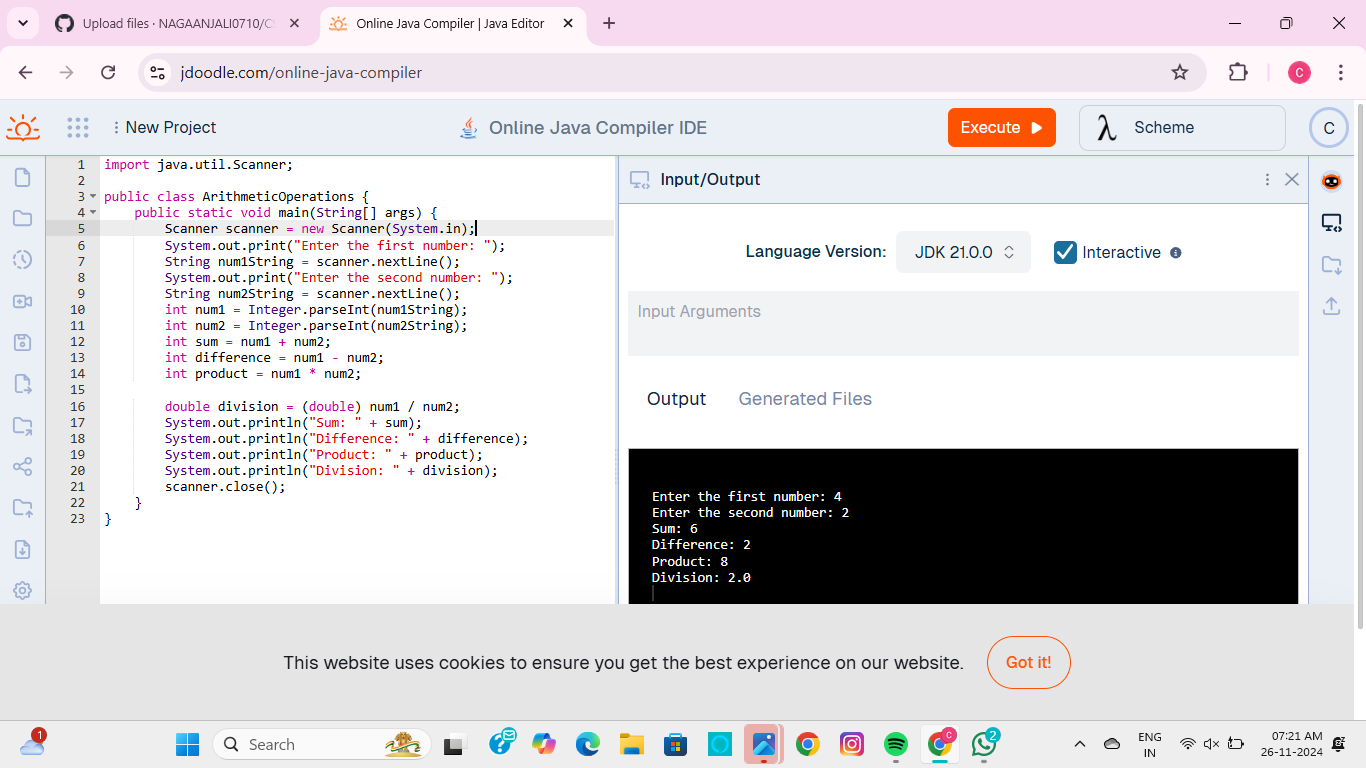 Upload files · NAGAANJALI0710/CS
Online Java Compiler | Java Editor
jdoodle.com/online-java-compiler
C
New Project
Online Java Compiler IDE
Execute
Scheme
C
1 import java.util.Scanner;
2
3 public class ArithmeticOperations {
4     public static void main(String[] args) {
5         Scanner scanner = new Scanner(System.in);
6         System.out.print("Enter the first number: ");
7         String num1String = scanner.nextLine();
8         System.out.print("Enter the second number: ");
9         String num2String = scanner.nextLine();
10         int num1 = Integer.parseInt(num1String);
11         int num2 = Integer.parseInt(num2String);
12         int sum = num1 + num2;
13         int difference = num1 - num2;
14         int product = num1 * num2;
15
16         double division = (double) num1 / num2;
17         System.out.println("Sum: " + sum);
18         System.out.println("Difference: " + difference);
19         System.out.println("Product: " + product);
20         System.out.println("Division: " + division);
21         scanner.close();
22     }
23 }
Input/Output
Language Version:
JDK 21.0.0
Interactive
Input Arguments
Output
Generated Files
Enter the first number: 4
Enter the second number: 2
Sum: 6
Difference: 2
Product: 8
Division: 2.0
This website uses cookies to ensure you get the best experience on our website.
Got it!
1
Search
C
2
ENG
IN
07:21 AM
26-11-2024